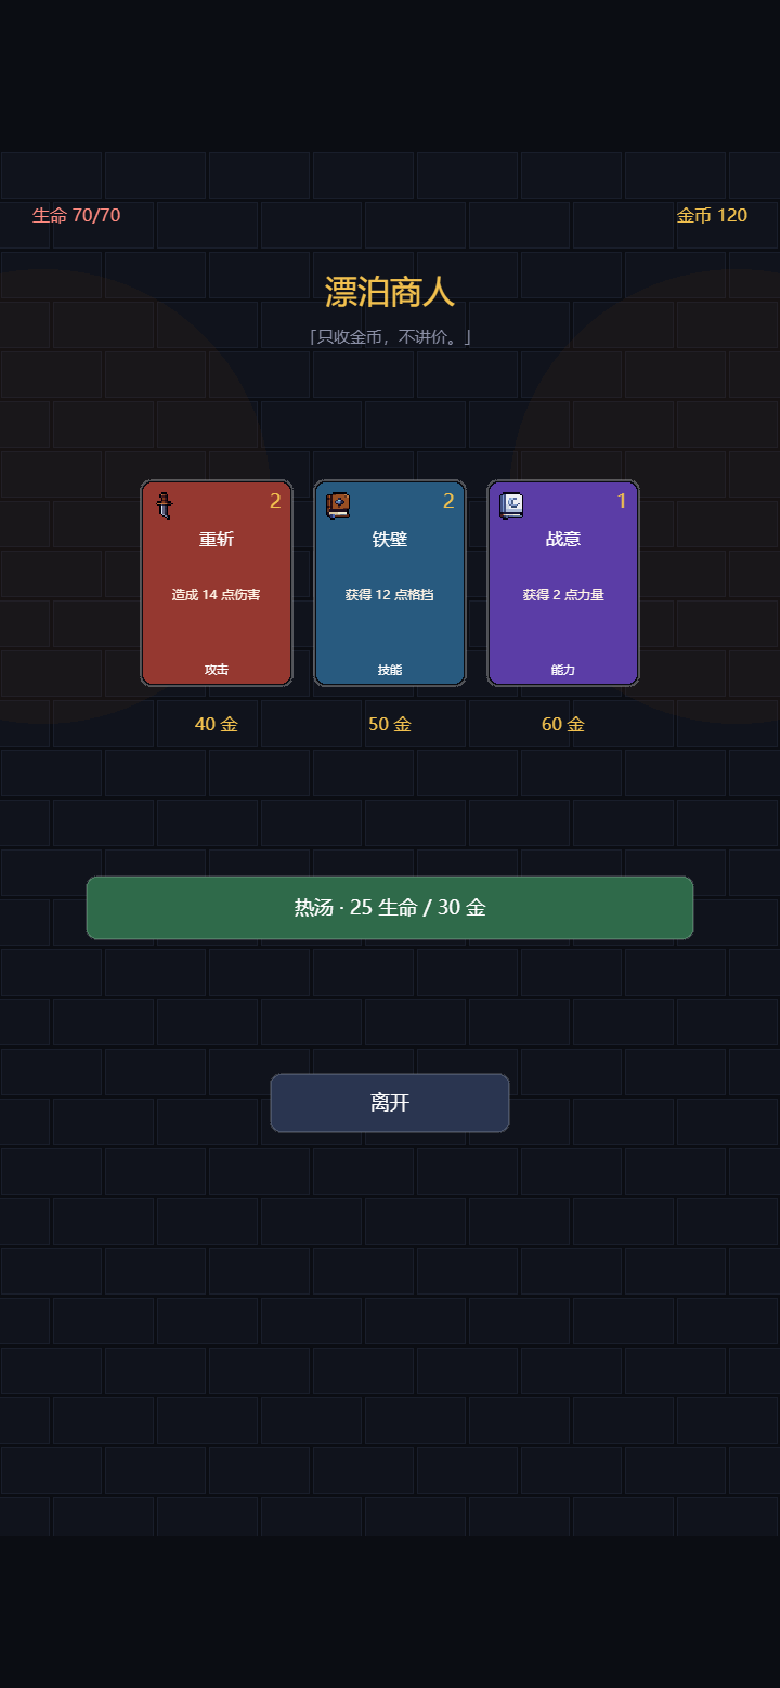 生命 70/70
金币 120
漂泊商人
「只收金币，不讲价。」
2
重斩
造成 14 点伤害
攻击
40 金
2
铁壁
获得 12 点格挡
技能
50 金
1
战意
获得 2 点力量
能力
60 金
热汤 · 25 生命 / 30 金
离开